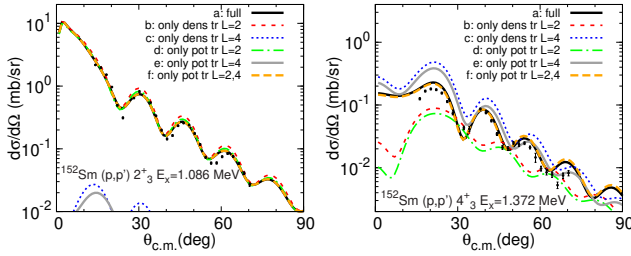 a: full
b: only dens tr L=2
c: only dens tr L=4
d: only pot tr L=2
e: only pot tr L=4
f: only pot tr L=2,4
10¹
10⁰
10⁻¹
10⁻²
dσ/dΩ (mb/sr)
¹⁵²Sm (p,p') 2⁺₃ Eₓ=1.086 MeV
0 30 60 90
θc.m.(deg)
a: full
b: only dens tr L=2
c: only dens tr L=4
d: only pot tr L=2
e: only pot tr L=4
f: only pot tr L=2,4
10⁰
10⁻¹
10⁻²
dσ/dΩ (mb/sr)
¹⁵²Sm (p,p') 4⁺₃ Eₓ=1.372 MeV
0 30 60 90
θc.m.(deg)